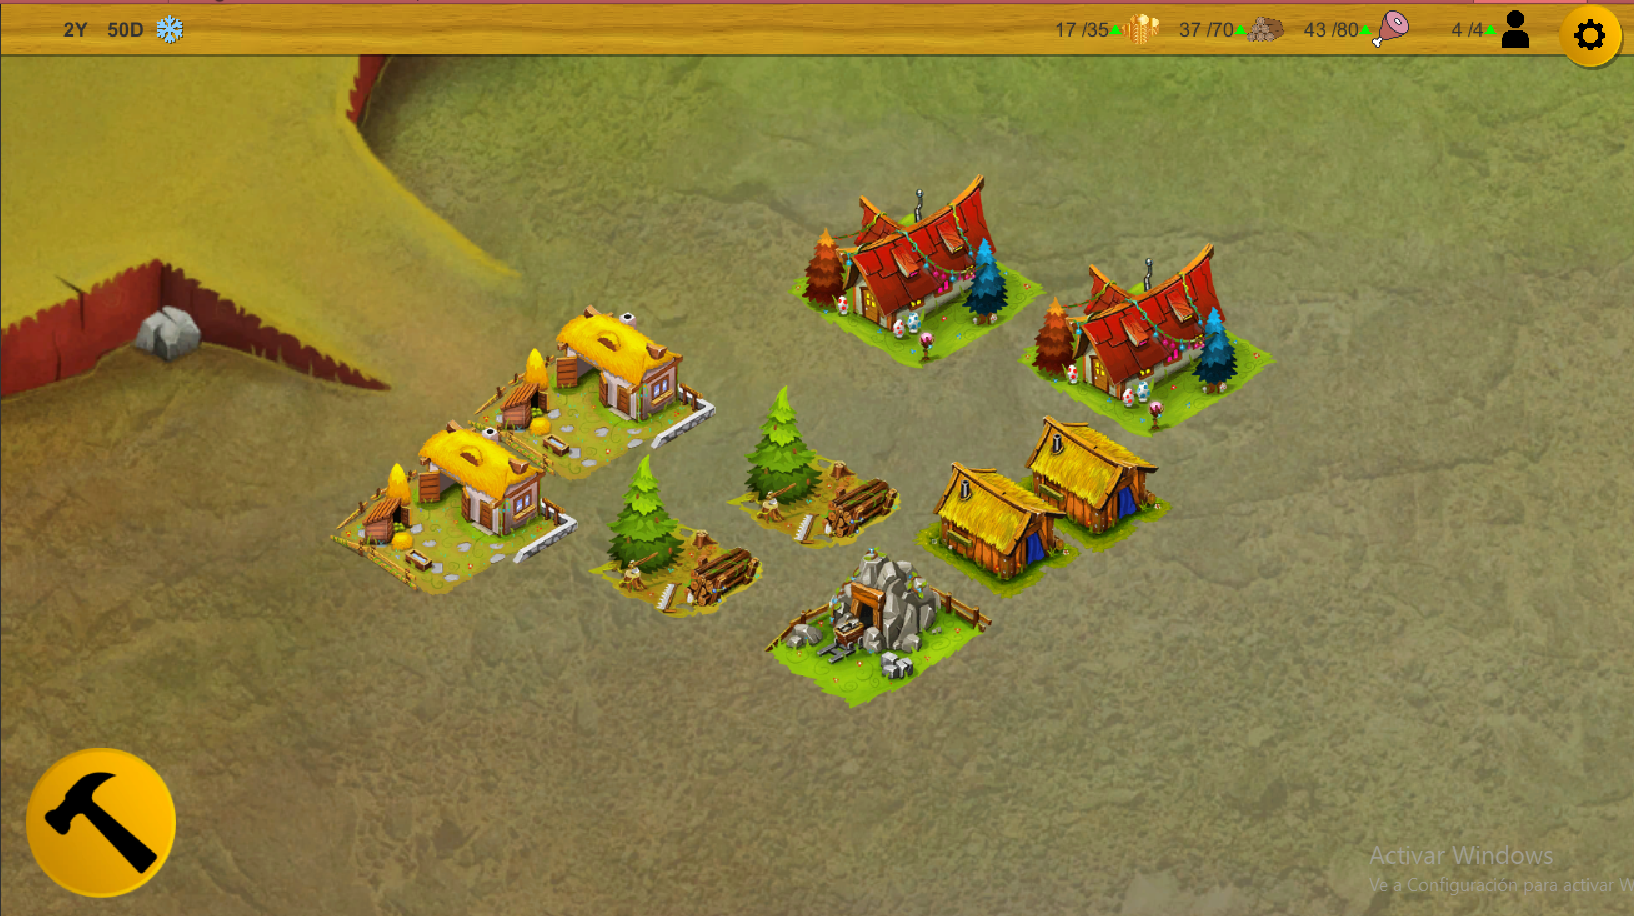 2Y 50D 17 /35 37 /70 43 /80 4 /4
Activar Windows
Ve a Configuración para activar W